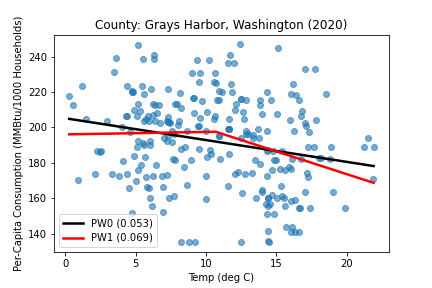 County: Grays Harbor, Washington (2020)
Per-Capita Consumption (MMBtu/1000 Households)
240
220
200
180
160
140
PW0 (0.053)
PW1 (0.069)
0 5 10 15 20
Temp (deg C)